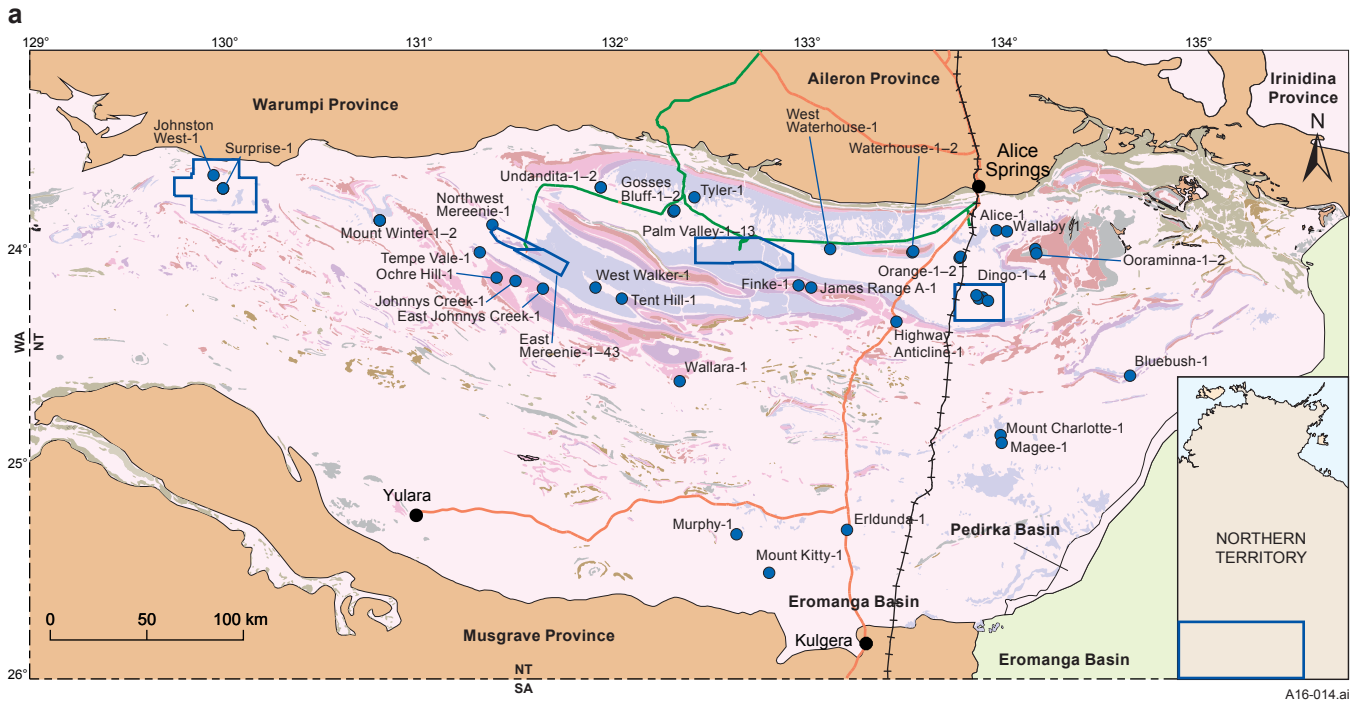 a
129°
130°
131°
132°
133°
134°
135°
Warumpi Province
Aileron Province
Irinidina
Province
N
Johnston
West-1
Surprise-1
West
Waterhouse-1
Waterhouse-1–2
Alice
Springs
Undandita-1–2
Gosses
Bluff-1–2
Tyler-1
Northwest
Mereenie-1
Mount Winter-1–2
Palm Valley-1–13
Alice-1
Wallaby-1
24°
Tempe Vale-1
Ochre Hill-1
Orange-1–2
Ooraminna-1–2
Dingo-1–4
West Walker-1
Finke-1
James Range A-1
Johnnys Creek-1
Tent Hill-1
East Johnnys Creek-1
WA
NT
East
Mereenie-1–43
Highway
Anticline-1
Wallara-1
Bluebush-1
Mount Charlotte-1
Magee-1
25°
Yulara
Murphy-1
Erldunda-1
Pedirka Basin
NORTHERN
TERRITORY
Mount Kitty-1
Eromanga Basin
0
50
100 km
Musgrave Province
Kulgera
Eromanga Basin
26°
NT
SA
A16-014.ai